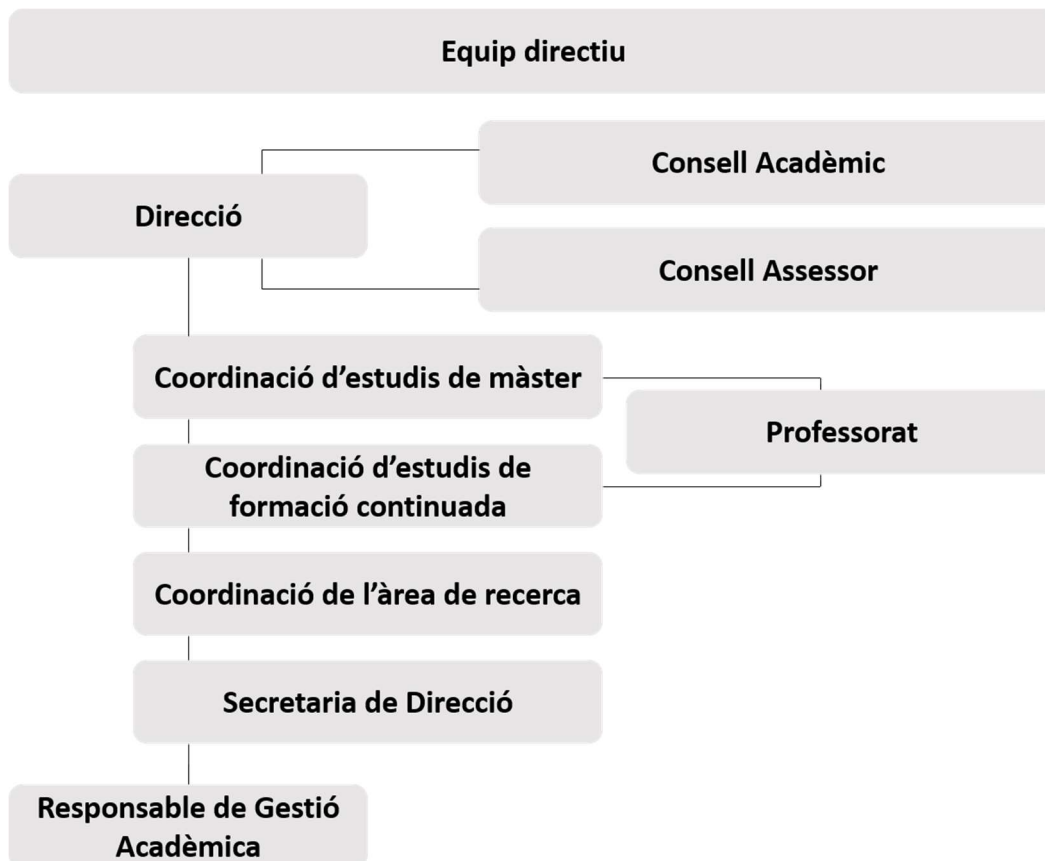 Equip directiu
Consell Acadèmic
Direcció
Consell Assessor
Coordinació d’estudis de màster
Professorat
Coordinació d’estudis de
formació continuada
Coordinació de l’àrea de recerca
Secretaria de Direcció
Responsable de Gestió
Acadèmica